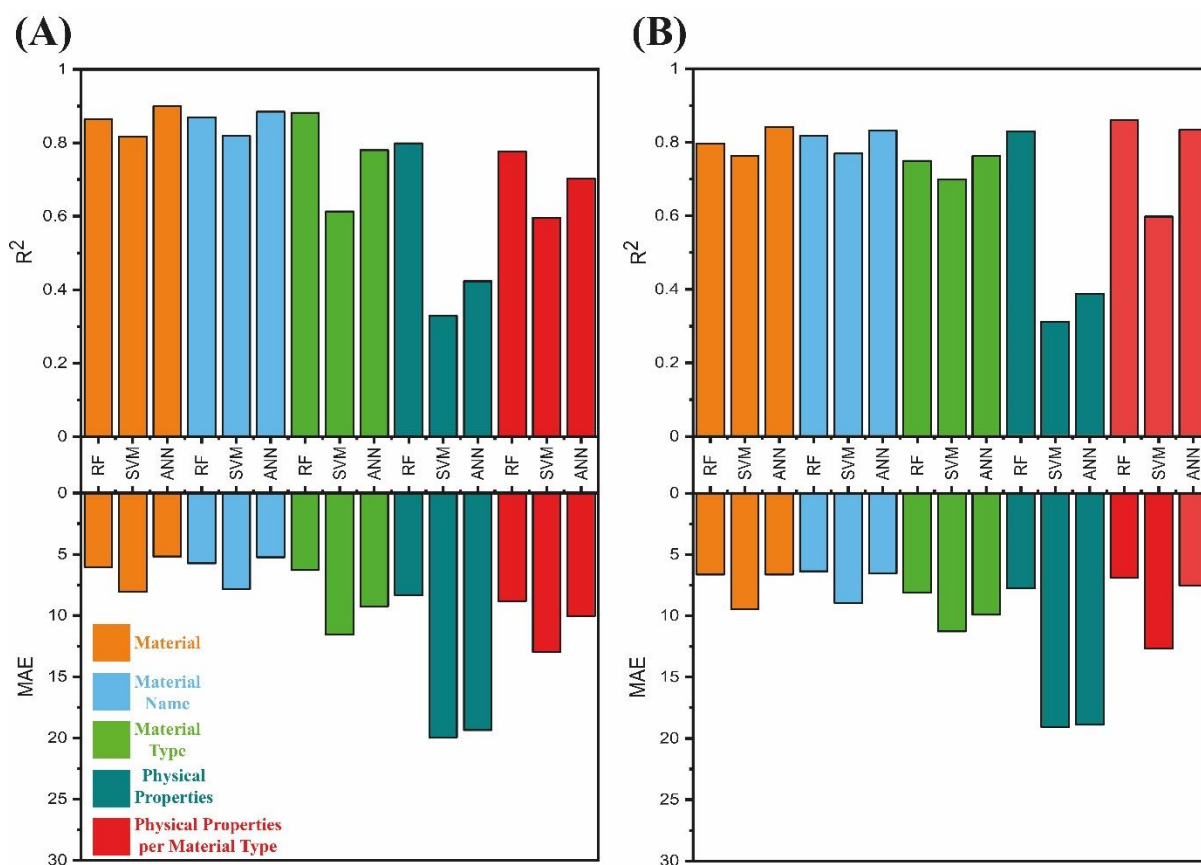 (A)
(B)
1
0.8
0.6
0.4
0.2
0
R2
1
0.8
0.6
0.4
0.2
0
R2
RF SVM ANN RF SVM ANN RF SVM ANN RF SVM ANN RF SVM ANN
RF SVM ANN RF SVM ANN RF SVM ANN RF SVM ANN RF SVM ANN
0
5
10
15
20
25
30
MAE
Material
Material
Name
Material
Type
Physical
Properties
Physical Properties
per Material Type
0
5
10
15
20
25
30
MAE